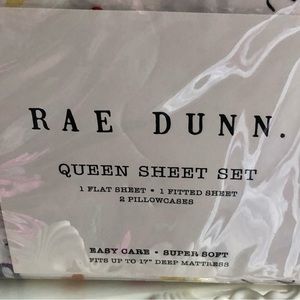 RAE DUNN.
QUEEN SHEET SET
1 FLAT SHEET • 1 FITTED SHEET
2 PILLOWCASES
EASY CARE • SUPER SOFT
FITS UP TO 17" DEEP MATTRESS